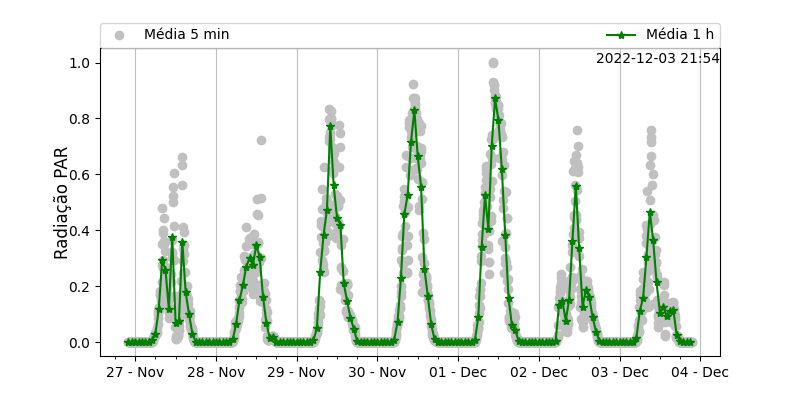 Média 5 min
Média 1 h
2022-12-03 21:54
Radiação PAR
1.0
0.8
0.6
0.4
0.2
0.0
27 - Nov
28 - Nov
29 - Nov
30 - Nov
01 - Dec
02 - Dec
03 - Dec
04 - Dec